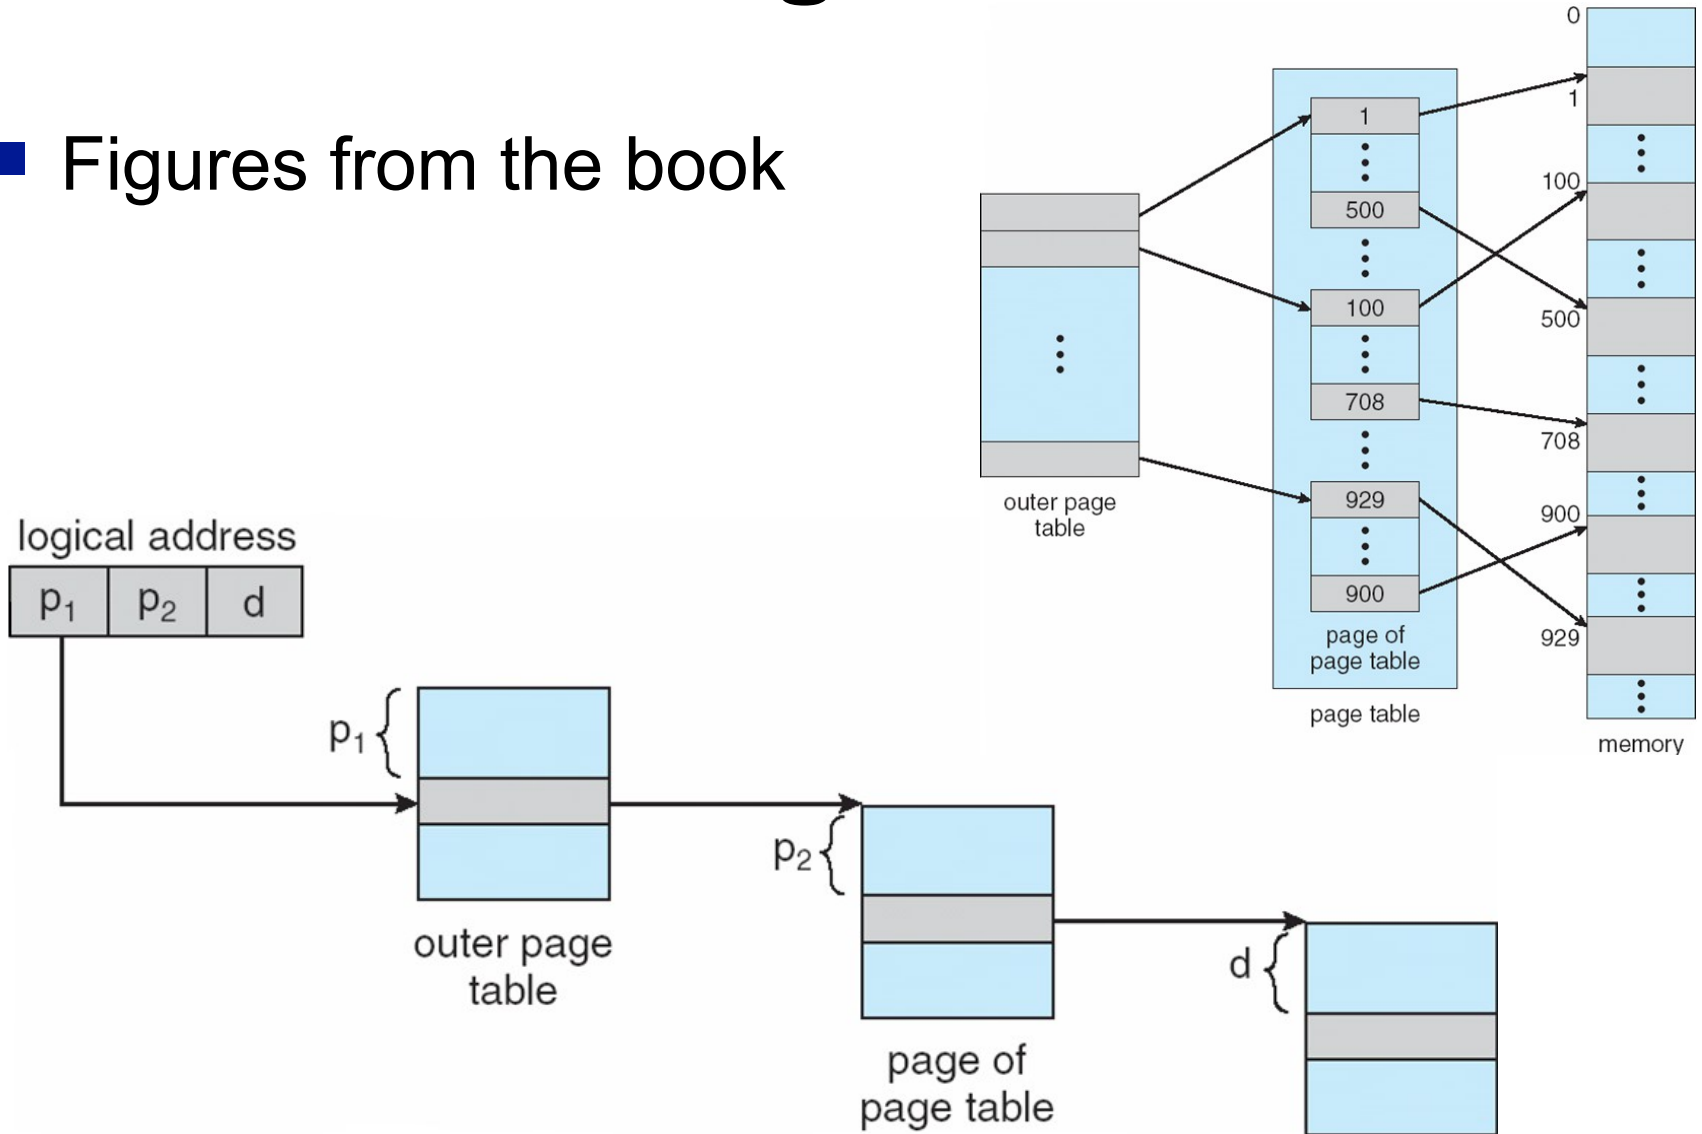 Figures from the book
outer page
table
1
500
100
708
929
900
page of
page table
page table
0
1
100
500
708
900
929
memory
logical address
p₁ p₂ d
p₁
outer page
table
p₂
page of
page table
d